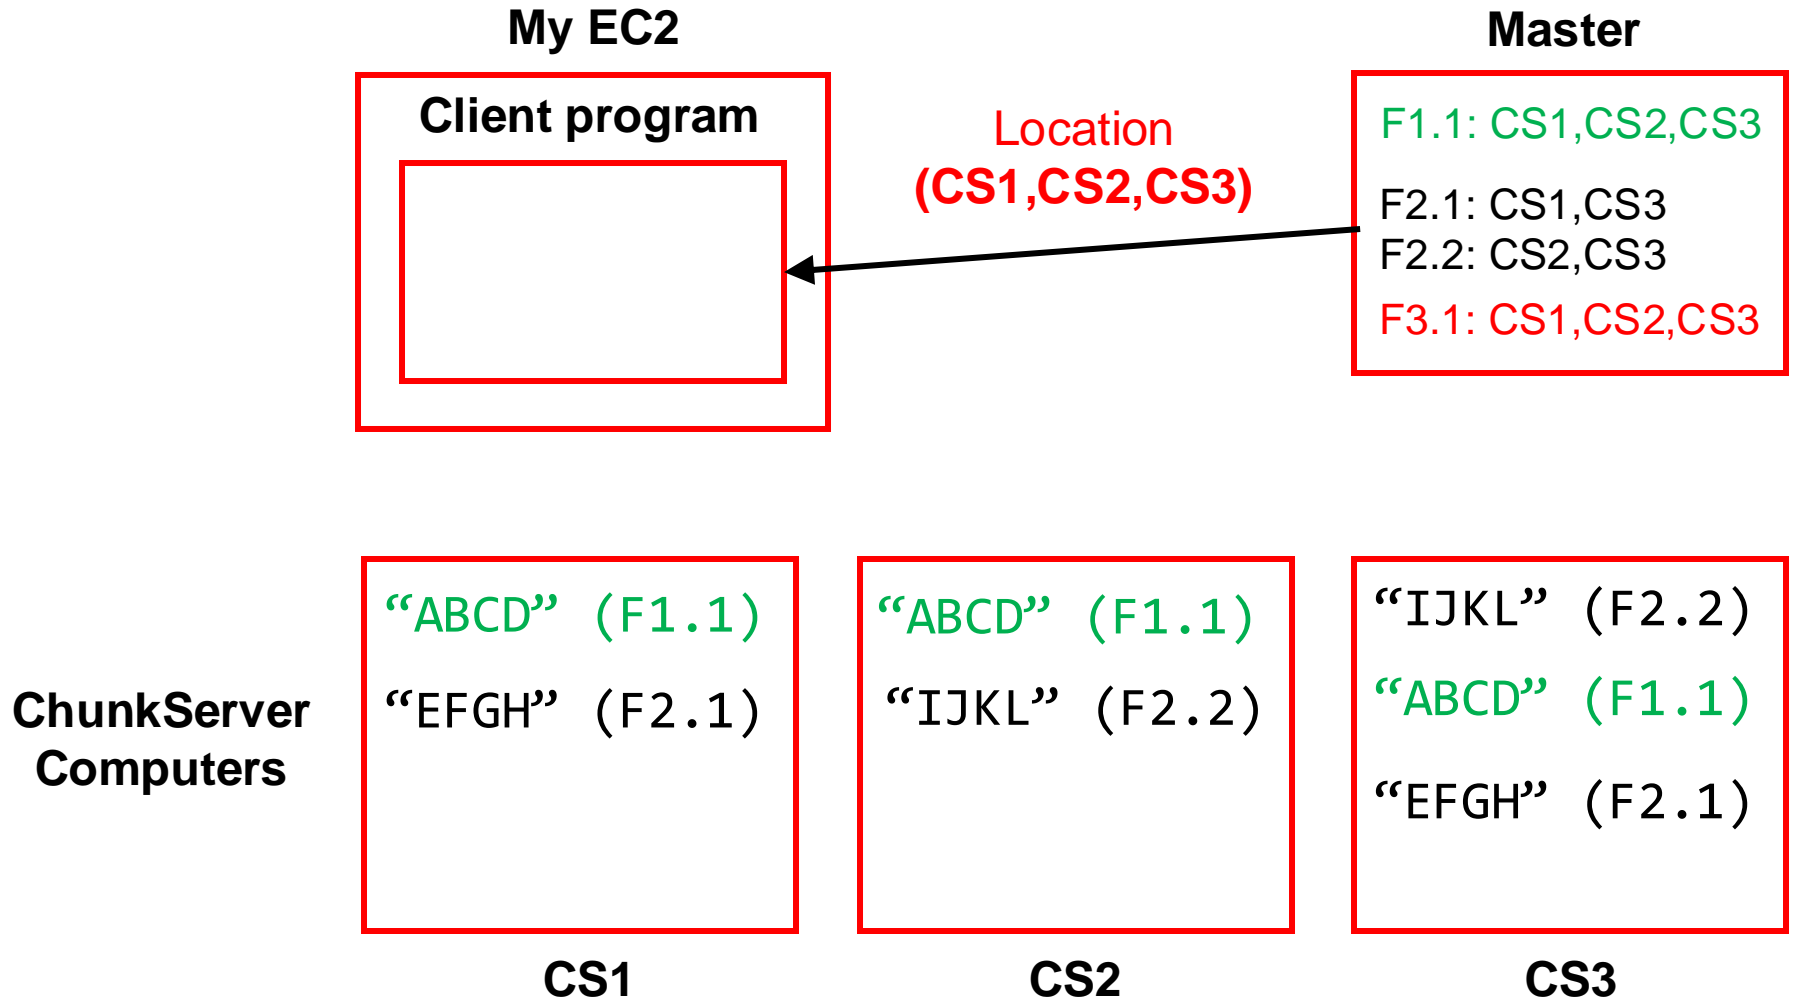 My EC2
Master
Client program
Location
(CS1,CS2,CS3)
F1.1: CS1,CS2,CS3
F2.1: CS1,CS3
F2.2: CS2,CS3
F3.1: CS1,CS2,CS3
ChunkServer
Computers
“ABCD” (F1.1)
“EFGH” (F2.1)
CS1
“ABCD” (F1.1)
“IJKL” (F2.2)
CS2
“IJKL” (F2.2)
“ABCD” (F1.1)
“EFGH” (F2.1)
CS3